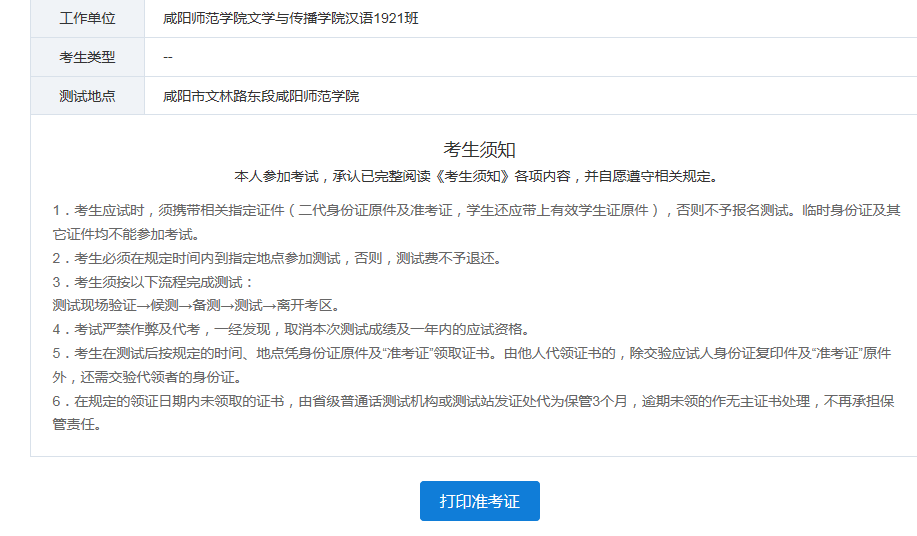 工作单位 咸阳师范学院文学与传播学院汉语1921班
考生类型 --
测试地点 咸阳市文林路东段咸阳师范学院
考生须知
本人参加考试，承认已完整阅读《考生须知》各项内容，并自愿遵守相关规定。
1．考生应试时，须携带相关指定证件（二代身份证原件及准考证，学生还应带上有效学生证原件），否则不予报名测试。临时身份证及其
它证件均不能参加考试。
2．考生必须在规定时间内到指定地点参加测试，否则，测试费不予退还。
3．考生须按以下流程完成测试：
测试现场验证→候测→备测→测试→离开考区。
4．考试严禁作弊及代考，一经发现，取消本次测试成绩及一年内的应试资格。
5．考生在测试后按规定的时间、地点凭身份证原件及“准考证”领取证书。由他人代领证书的，除交验应试人身份证复印件及“准考证”原件
外，还需交验代领者的身份证。
6．在规定的领证日期内未领取的证书，由省级普通话测试机构或测试站发证处代为保管3个月，逾期未领的作无主证书处理，不再承担保
管责任。
打印准考证